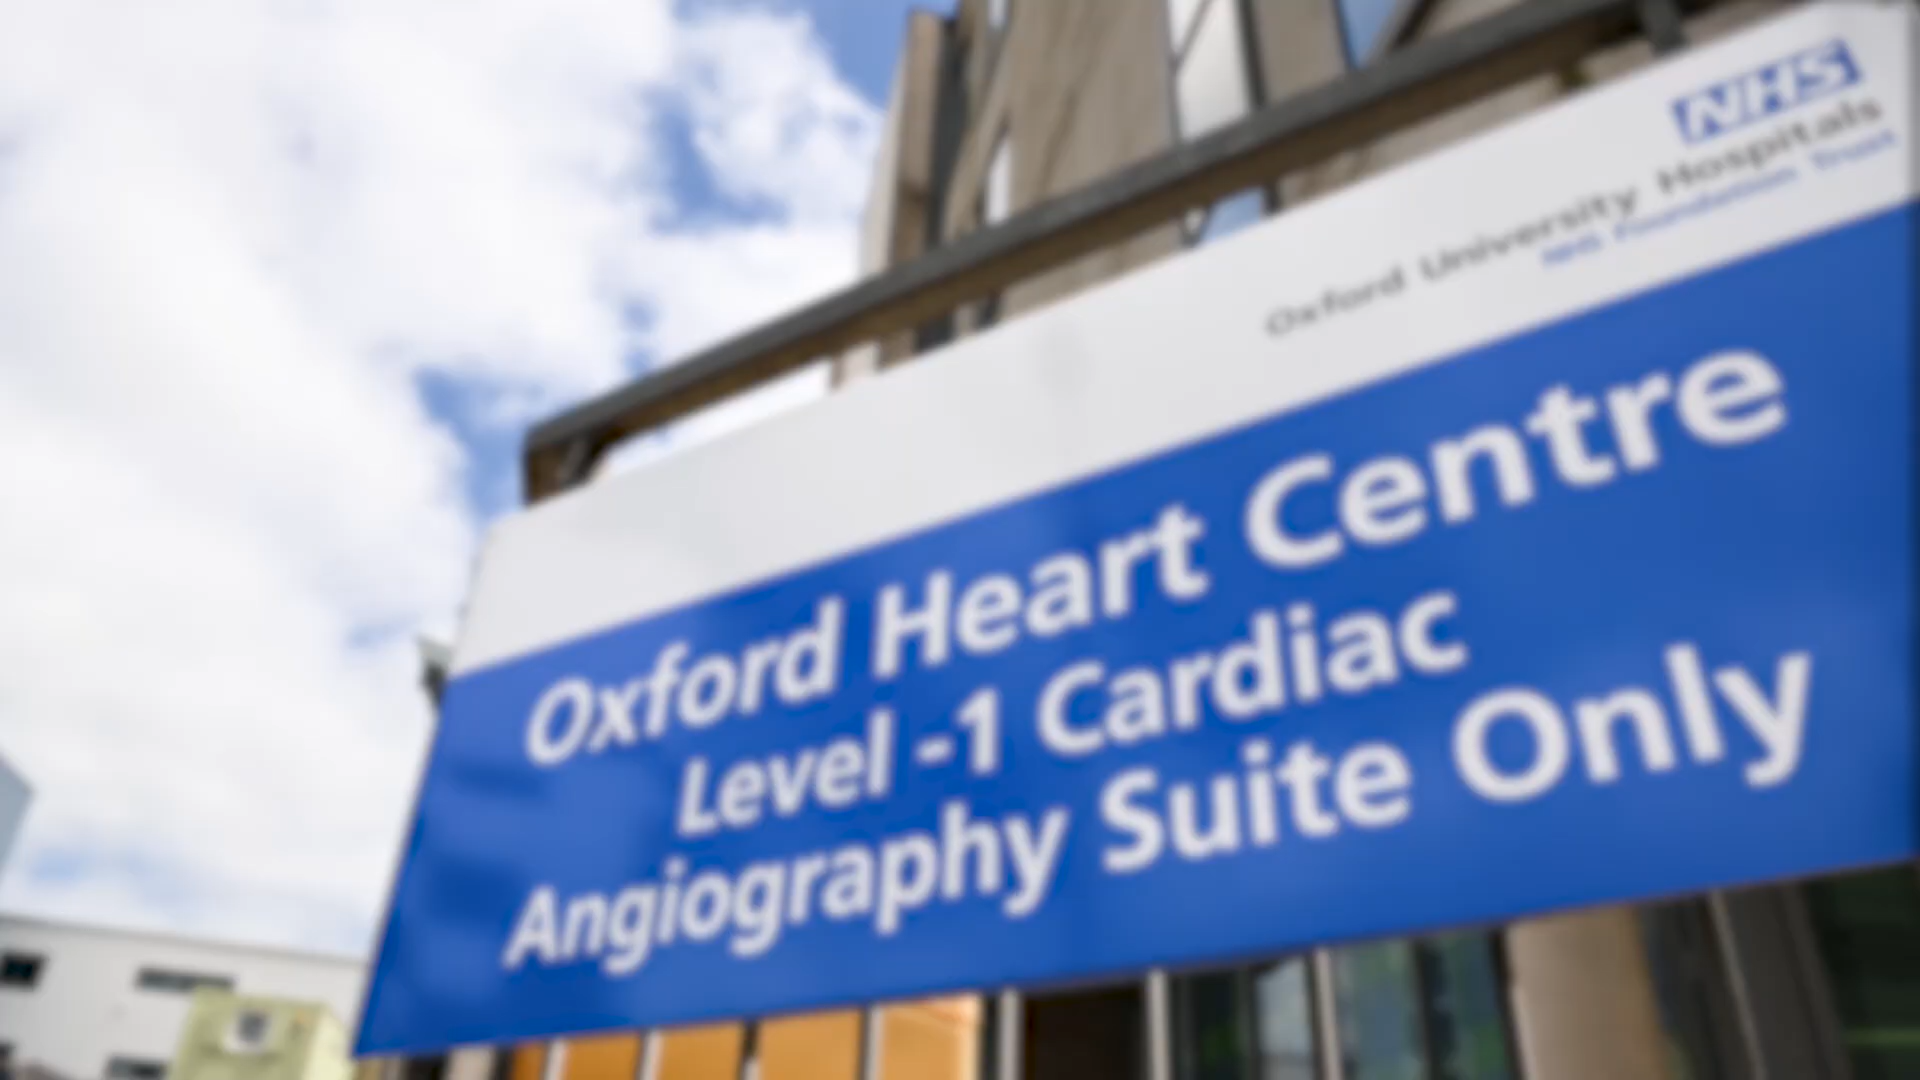 NHS
Oxford University Hospitals
NHS Foundation Trust
Oxford Heart Centre
Level -1 Cardiac
Angiography Suite Only